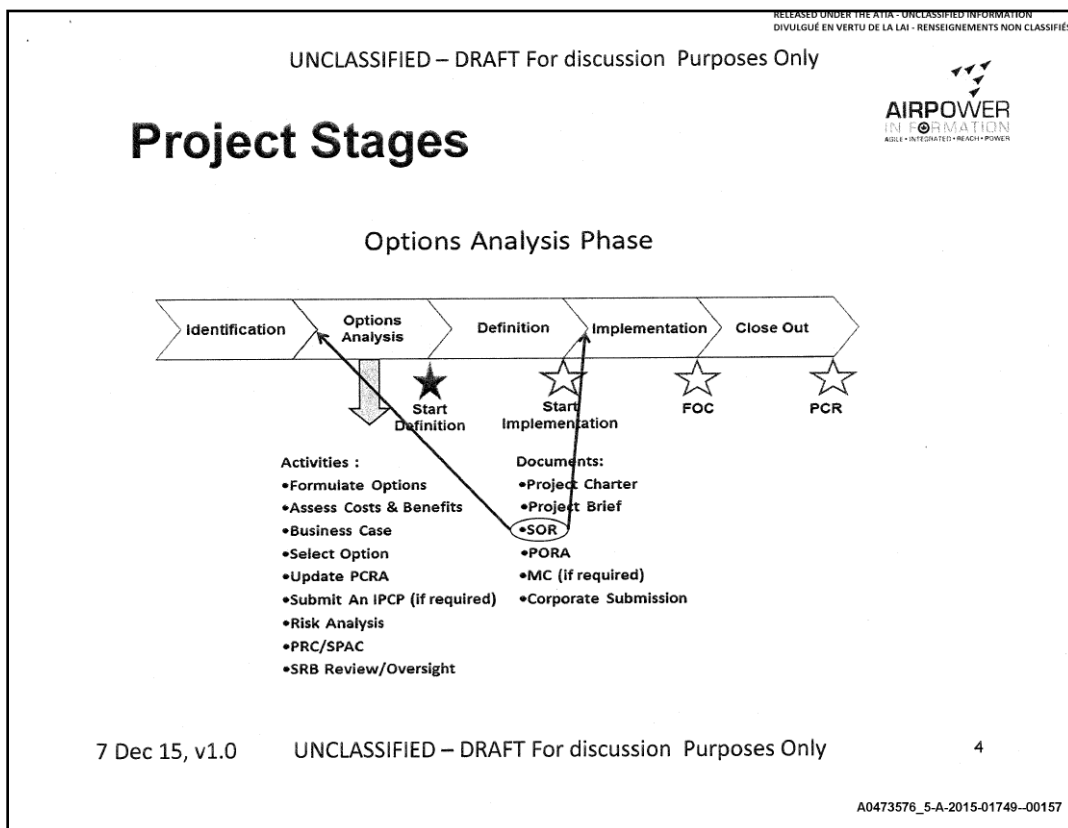 RELEASED UNDER THE ATIA - UNCLASSIFIED INFORMATION
DIVULGUÉ EN VERTU DE LA LAI - RENSEIGNEMENTS NON CLASSIFIÉS
UNCLASSIFIED – DRAFT For discussion Purposes Only
AIRPOWER
IN FORMATION
AGILE • INTEGRATED • REACH • POWER
Project Stages
Options Analysis Phase
Identification
Options
Analysis
Definition
Implementation
Close Out
Start
Definition
Start
Implementation
FOC
PCR
Activities :
•Formulate Options
•Assess Costs & Benefits
•Business Case
•Select Option
•Update PCRA
•Submit An IPCP (if required)
•Risk Analysis
•PRC/SPAC
•SRB Review/Oversight
Documents:
•Project Charter
•Project Brief
•SOR
•PORA
•MC (if required)
•Corporate Submission
7 Dec 15, v1.0
UNCLASSIFIED – DRAFT For discussion Purposes Only
4
A0473576_5-A-2015-01749--00157